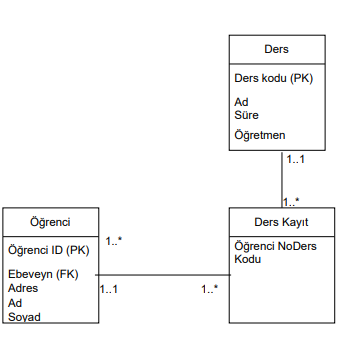 Ders
Ders kodu (PK)
Ad
Süre
Öğretmen
1..1
1..*
Ders Kayıt
Öğrenci NoDers
Kodu
Öğrenci
Öğrenci ID (PK)
Ebeveyn (FK)
Adres
Ad
Soyad
1..*
1..1
1..*